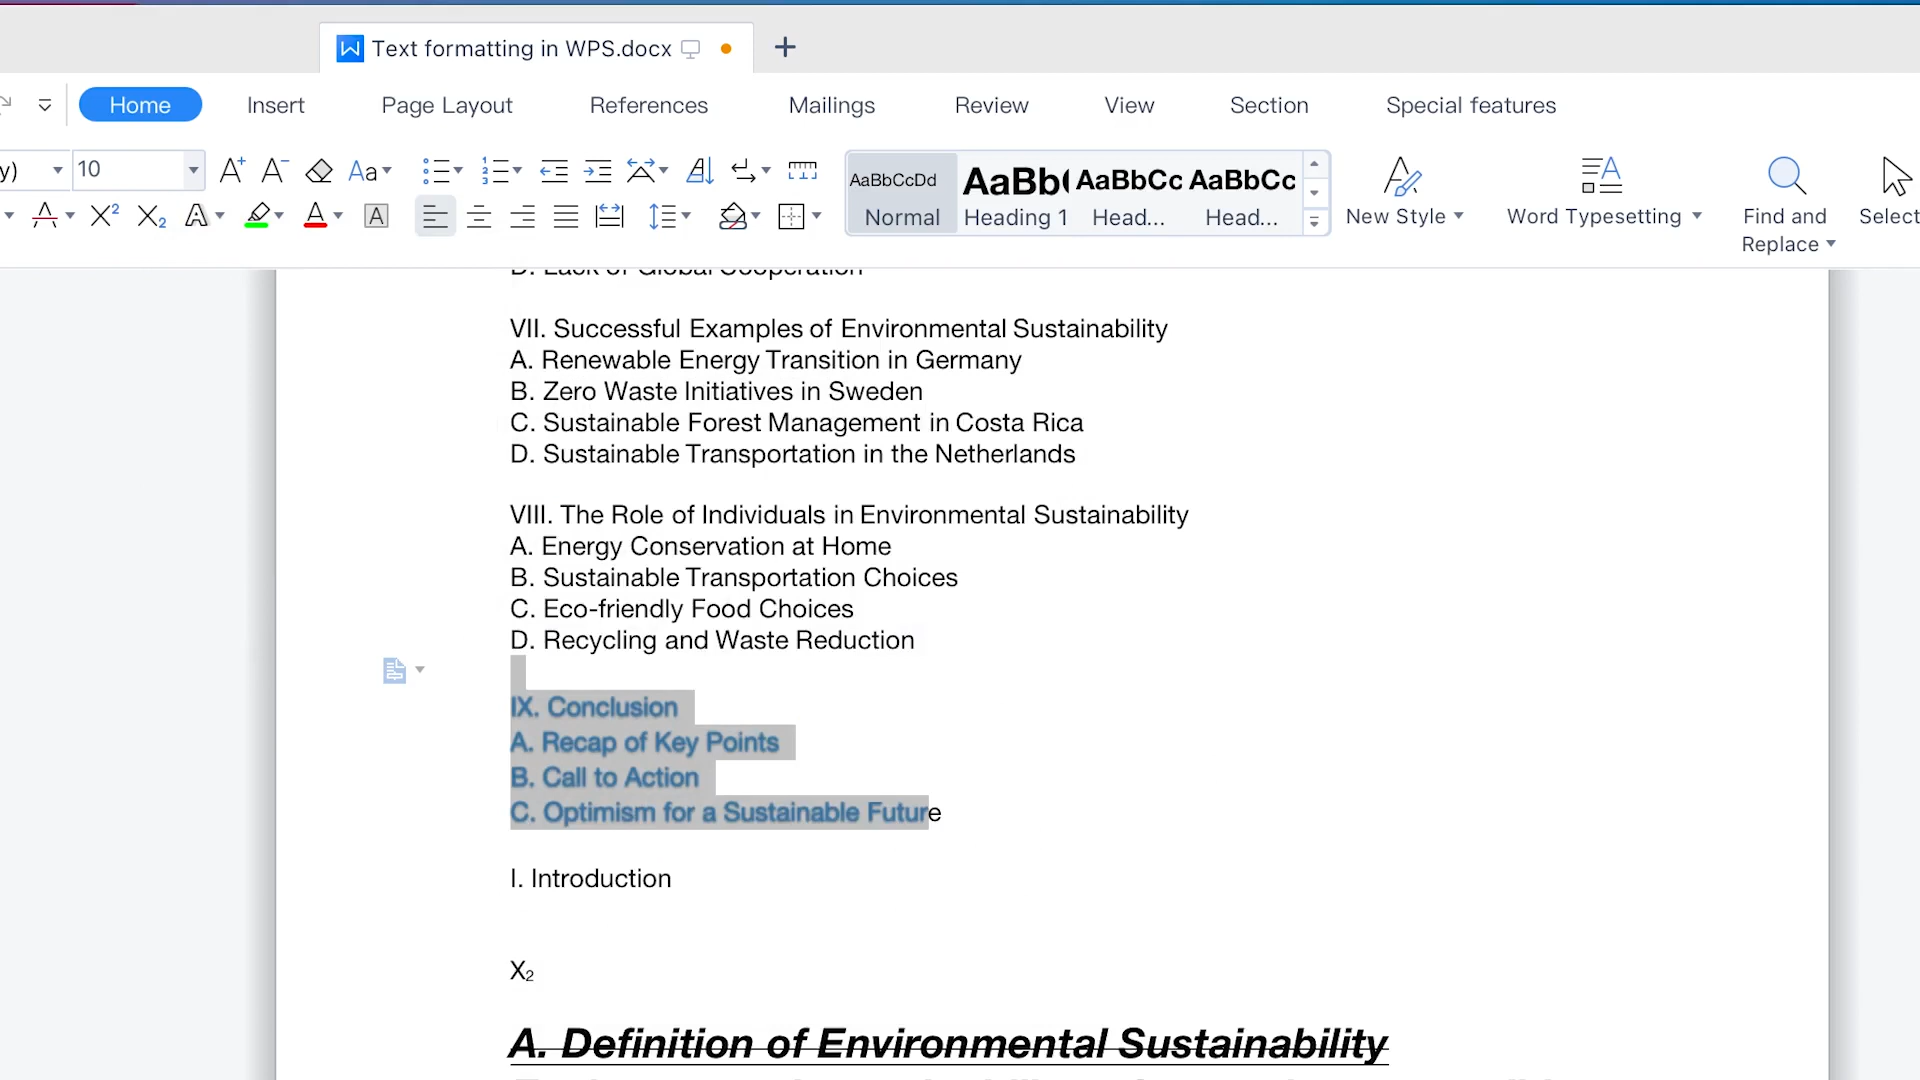 Text formatting in WPS.docx
Home Insert Page Layout References Mailings Review View Section Special features
y) 10 Aa
AaBbCcDd AaBb( AaBbCc AaBbCc
Normal Heading 1 Head... Head...
New Style Word Typesetting Find and Replace Select
D. Lack of Global Cooperation
VII. Successful Examples of Environmental Sustainability
A. Renewable Energy Transition in Germany
B. Zero Waste Initiatives in Sweden
C. Sustainable Forest Management in Costa Rica
D. Sustainable Transportation in the Netherlands
VIII. The Role of Individuals in Environmental Sustainability
A. Energy Conservation at Home
B. Sustainable Transportation Choices
C. Eco-friendly Food Choices
D. Recycling and Waste Reduction
IX. Conclusion
A. Recap of Key Points
B. Call to Action
C. Optimism for a Sustainable Future
I. Introduction
X₂
A. Definition of Environmental Sustainability